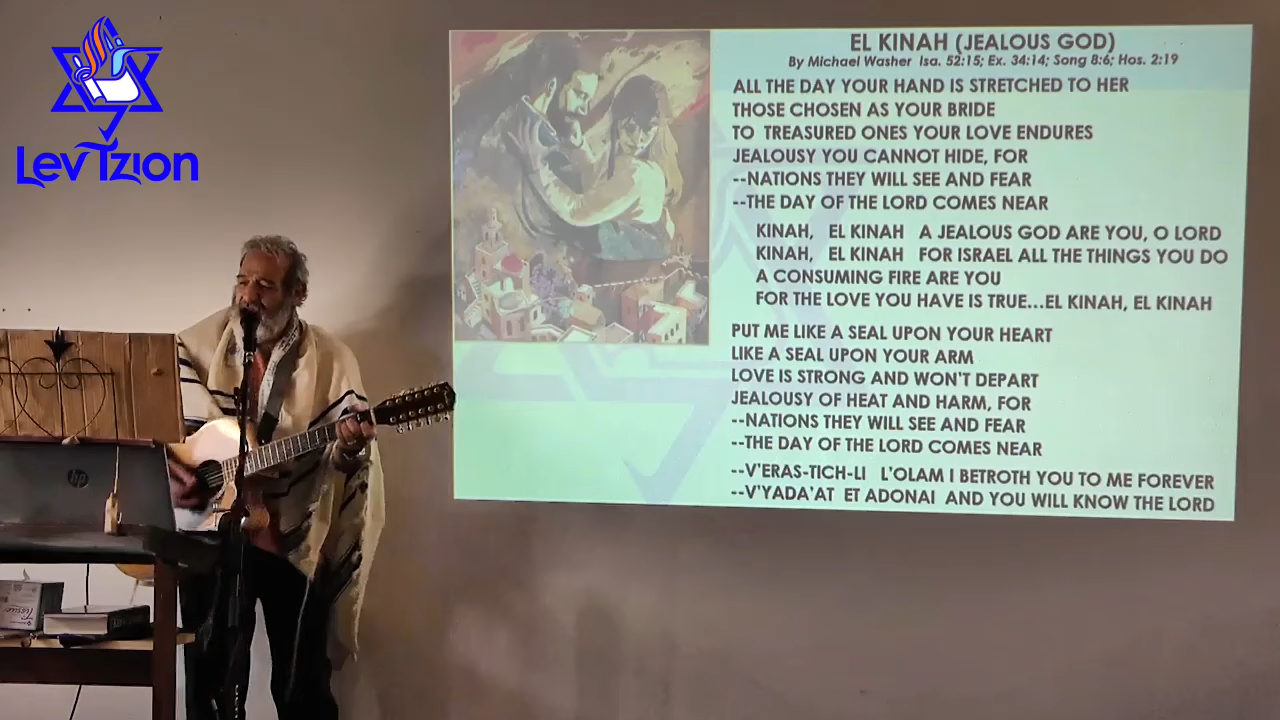 Lev Tzion
EL KINAH (JEALOUS GOD)
By Michael Washer Isa. 52:15; Ex. 34:14; Song 8:6; Hos. 2:19
ALL THE DAY YOUR HAND IS STRETCHED TO HER
THOSE CHOSEN AS YOUR BRIDE
TO TREASURED ONES YOUR LOVE ENDURES
JEALOUSY YOU CANNOT HIDE, FOR
--NATIONS THEY WILL SEE AND FEAR
--THE DAY OF THE LORD COMES NEAR
KINAH, EL KINAH A JEALOUS GOD ARE YOU, O LORD
KINAH, EL KINAH FOR ISRAEL ALL THE THINGS YOU DO
A CONSUMING FIRE ARE YOU
FOR THE LOVE YOU HAVE IS TRUE...EL KINAH, EL KINAH
PUT ME LIKE A SEAL UPON YOUR HEART
LIKE A SEAL UPON YOUR ARM
LOVE IS STRONG AND WON'T DEPART
JEALOUSY OF HEAT AND HARM, FOR
--NATIONS THEY WILL SEE AND FEAR
--THE DAY OF THE LORD COMES NEAR
--V'ERAS-TICH-LI L'OLAM I BETROTH YOU TO ME FOREVER
--V'YADA'AT ET ADONAI AND YOU WILL KNOW THE LORD
hp